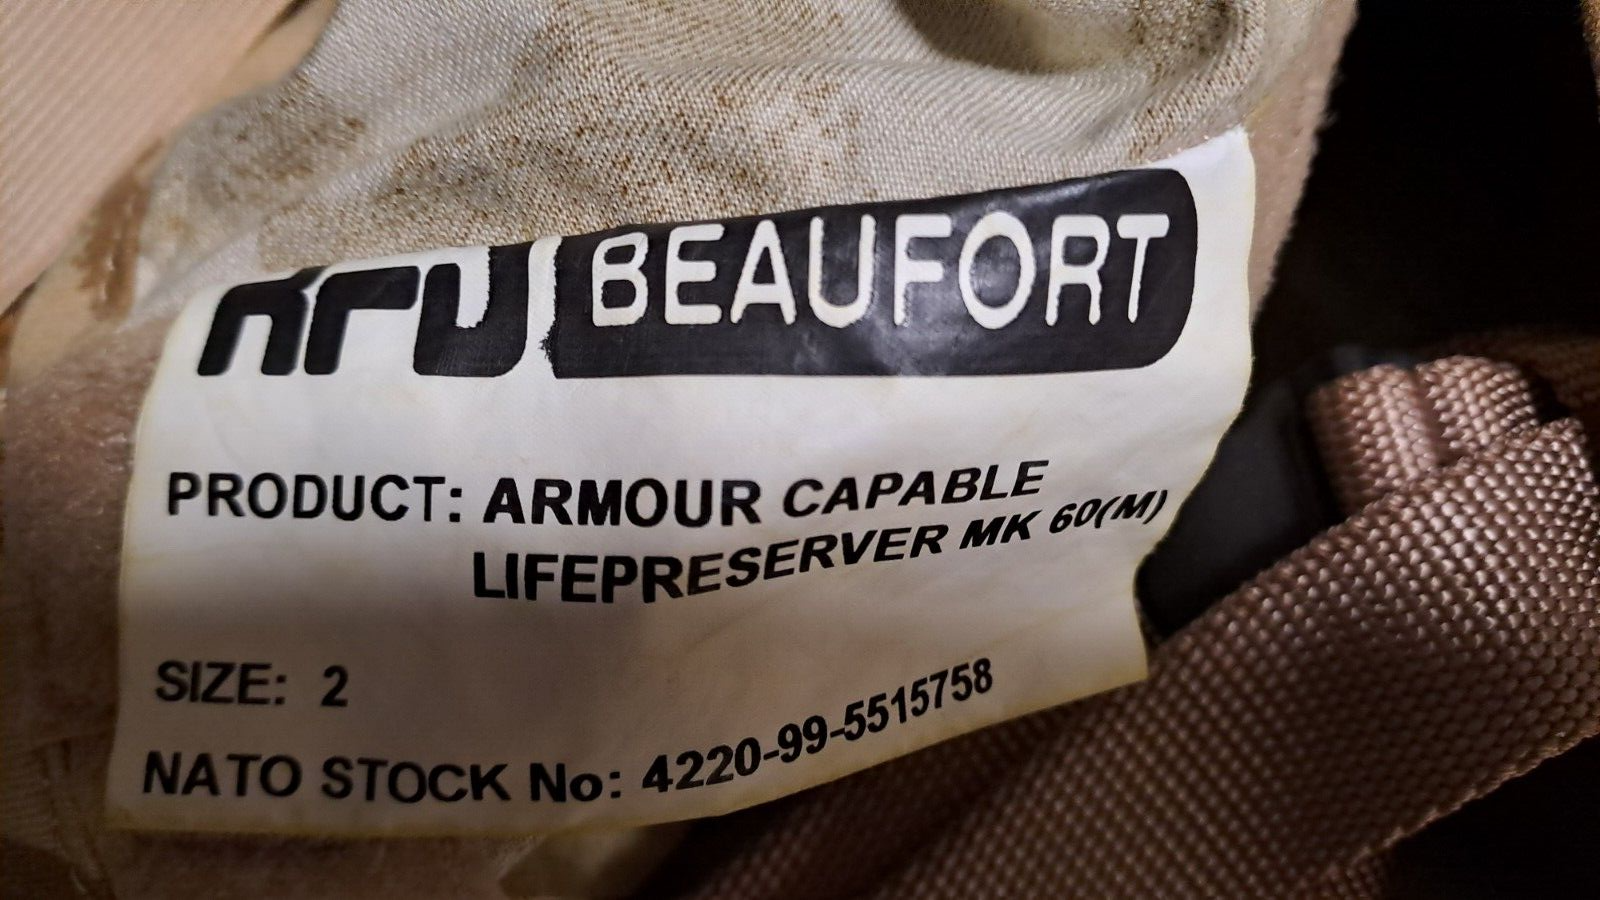 RFD BEAUFORT
PRODUCT: ARMOUR CAPABLE
LIFEPRESERVER MK 60(M)
SIZE: 2
NATO STOCK No: 4220-99-5515758